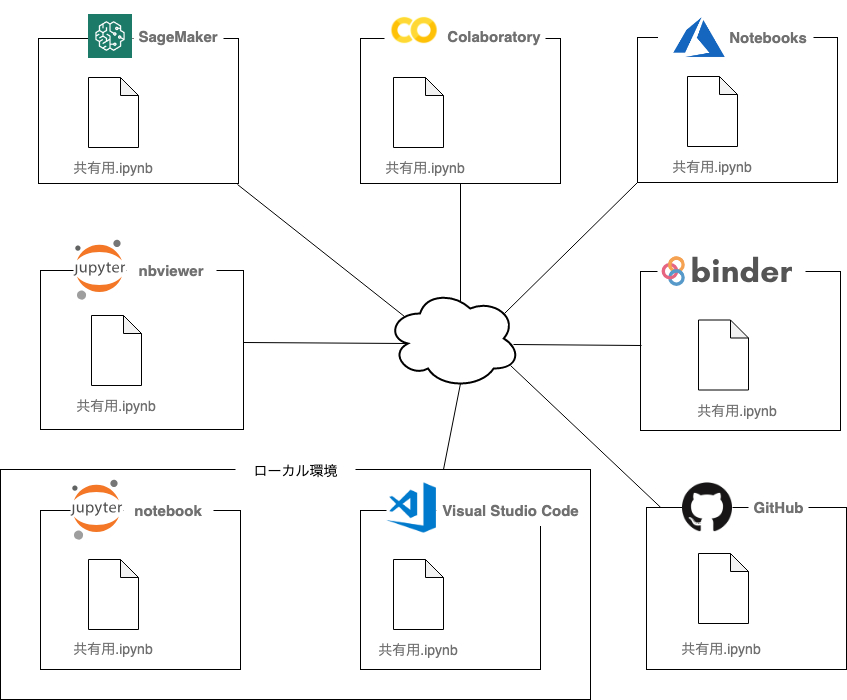 SageMaker
共有用.ipynb
CO
Colaboratory
共有用.ipynb
Notebooks
共有用.ipynb
jupyter
nbviewer
共有用.ipynb
binder
共有用.ipynb
ローカル環境
jupyter
notebook
共有用.ipynb
Visual Studio Code
共有用.ipynb
GitHub
共有用.ipynb